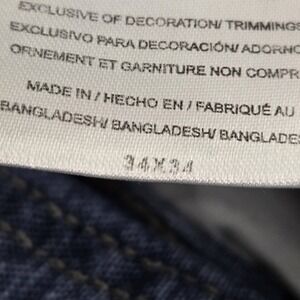 EXCLUSIVE OF DECORATION/ TRIMMINGS
EXCLUSIVO PARA DECORACIÓN/ ADORNO
ORNEMENT ET GARNITURE NON COMPR
MADE IN / HECHO EN / FABRIQUÉ AU
BANGLADESH/ BANGLADESH/ BANGLADES
34X34